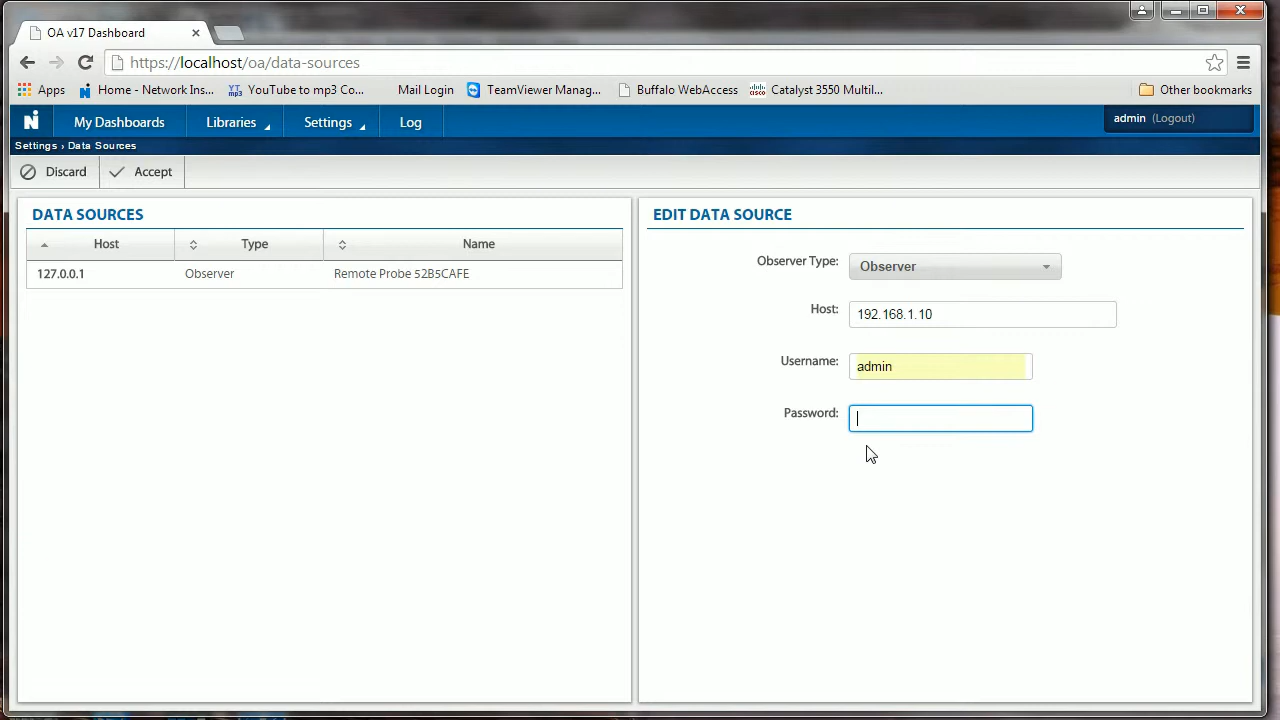 OA v17 Dashboard
https://localhost/oa/data-sources
Apps Home - Network Ins... YouTube to mp3 Co... Mail Login TeamViewer Manag... Buffalo WebAccess Catalyst 3550 Multil... Other bookmarks
My Dashboards Libraries Settings Log admin (Logout)
Settings › Data Sources
Discard Accept
DATA SOURCES
Host Type Name
127.0.0.1 Observer Remote Probe 52B5CAFE
EDIT DATA SOURCE
Observer Type: Observer
Host: 192.168.1.10
Username: admin
Password: